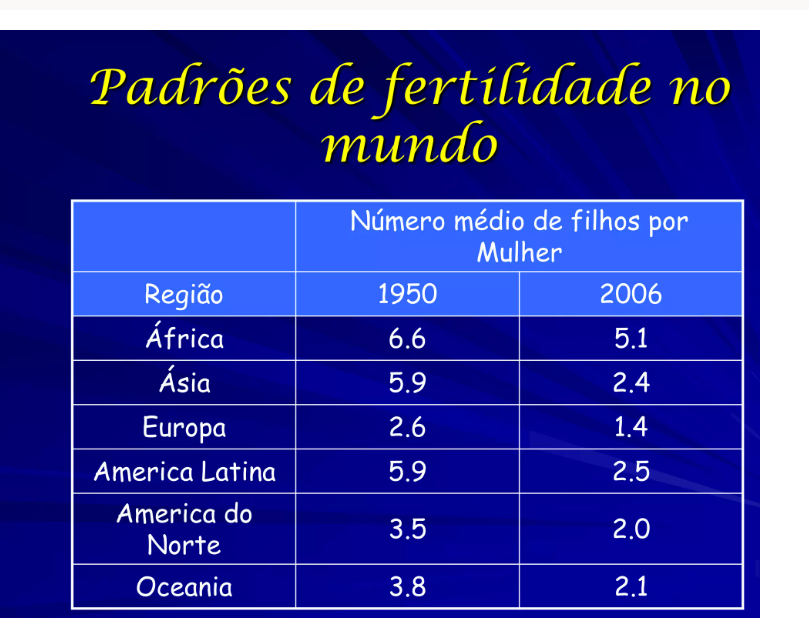 Padrões de fertilidade no
mundo
Número médio de filhos por
Mulher
Região 1950 2006
África 6.6 5.1
Ásia 5.9 2.4
Europa 2.6 1.4
America Latina 5.9 2.5
America do
Norte 3.5 2.0
Oceania 3.8 2.1